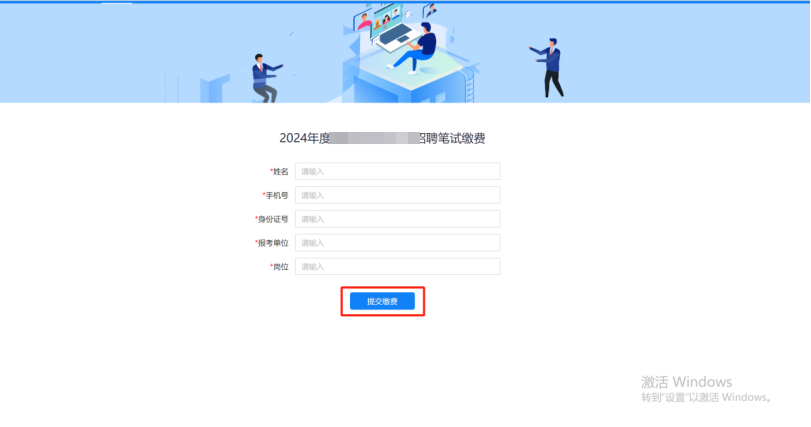 2024年度 招聘笔试缴费
*姓名 请输入
*手机号 请输入
*身份证号 请输入
*报考单位 请输入
*岗位 请输入
提交缴费
激活 Windows
转到"设置"以激活 Windows。